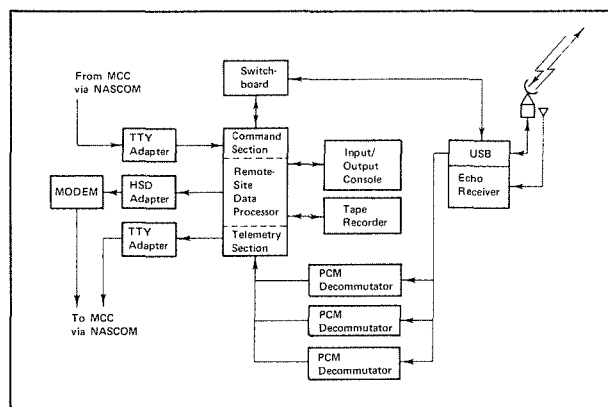 From MCC
via NASCOM
Switch-
board
TTY
Adapter
Command
Section
Remote-
Site
Data
Processor
Telemetry
Section
Input/
Output
Console
Tape
Recorder
USB
Echo
Receiver
MODEM
HSD
Adapter
TTY
Adapter
PCM
Decommutator
PCM
Decommutator
PCM
Decommutator
To MCC
via NASCOM